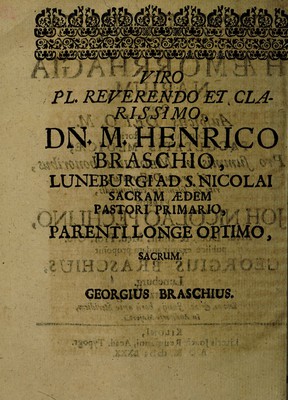 VIRO
PL. REVERENDO ET CLA-
RISSIMO,
DN. M. HENRICO
BRASCHIO,
LUNEBURGI AD S. NICOLAI
SACRAM ÆDEM
PASTORI PRIMARIO,
PARENTI LONGE OPTIMO,
SACRUM.
GEORGIUS BRASCHIUS.